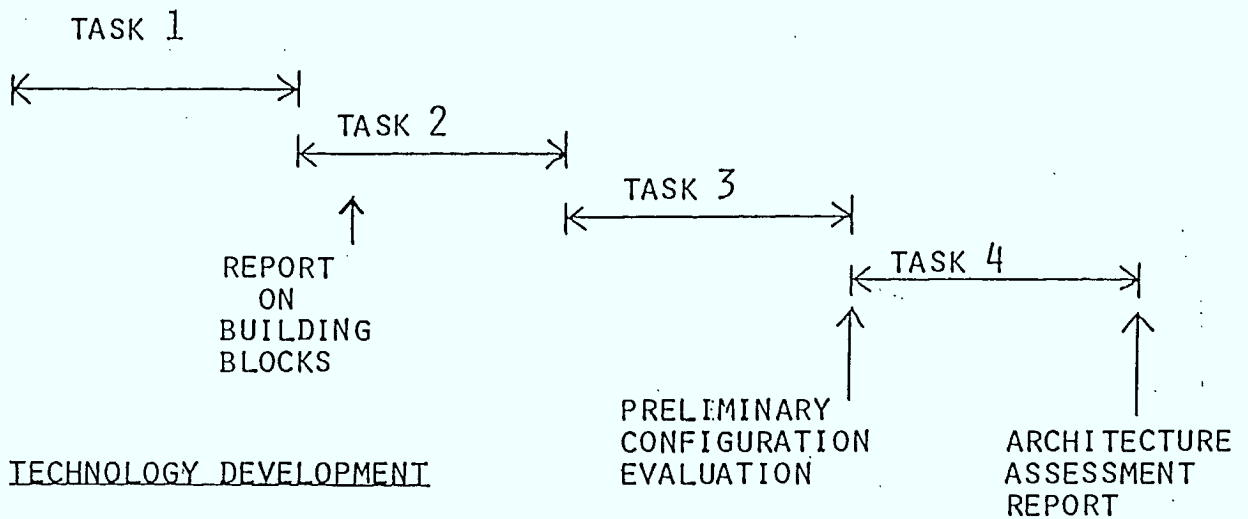 TASK 1
TASK 2
TASK 3
TASK 4
REPORT
ON
BUILDING
BLOCKS
PRELIMINARY
CONFIGURATION
EVALUATION
ARCHITECTURE
ASSESSMENT
REPORT
TECHNOLOGY DEVELOPMENT